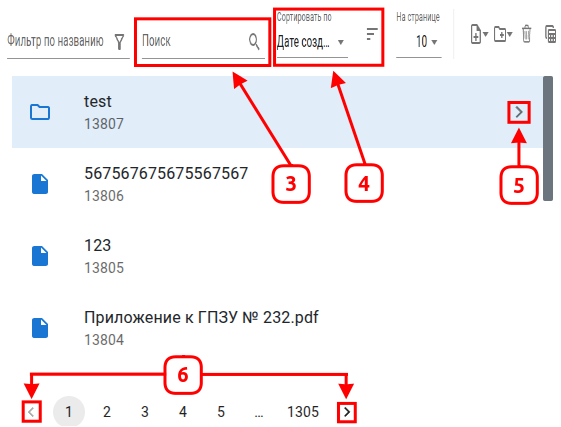 Сортировать по
На странице
Фильтр по названию
Поиск
Дате созд...
10
test
13807
3
4
5
567567675675567567
13806
123
13805
Приложение к ГПЗУ № 232.pdf
13804
6
1 2 3 4 5 ... 1305